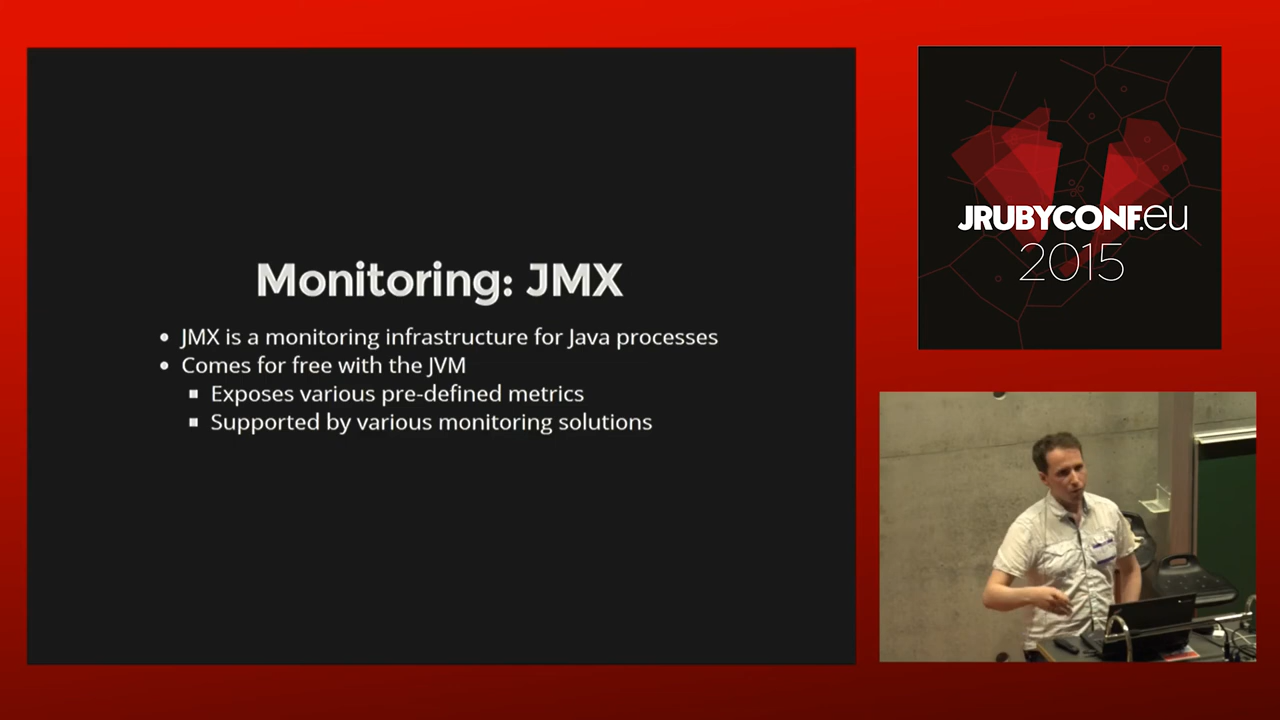 Monitoring: JMX
JMX is a monitoring infrastructure for Java processes
Comes for free with the JVM
Exposes various pre-defined metrics
Supported by various monitoring solutions
JRUBYCONF.eu
2015